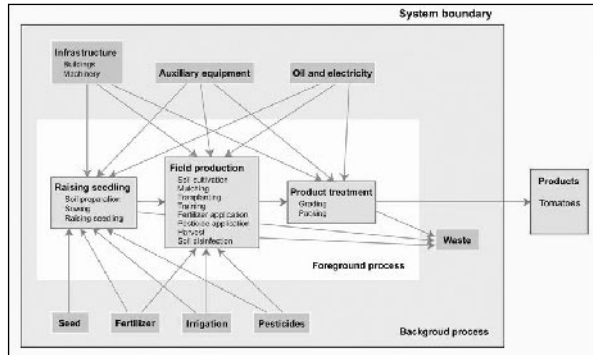 System boundary
Infrastructure
Buildings
Machinery
Auxiliary equipment
Oil and electricity
Raising seedling
Soil preparation
Sowing
Raising seedling
Field production
Soil cultivation
Mulching
Transplanting
Training
Fertilizer application
Pesticide application
Harvest
Soil disinfection
Product treatment
Grading
Packing
Products
Tomatoes
Waste
Foreground process
Seed
Fertilizer
Irrigation
Pesticides
Backgroud process